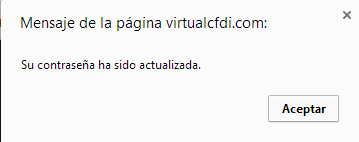 Mensaje de la página virtualcfdi.com:
Su contraseña ha sido actualizada.
Aceptar